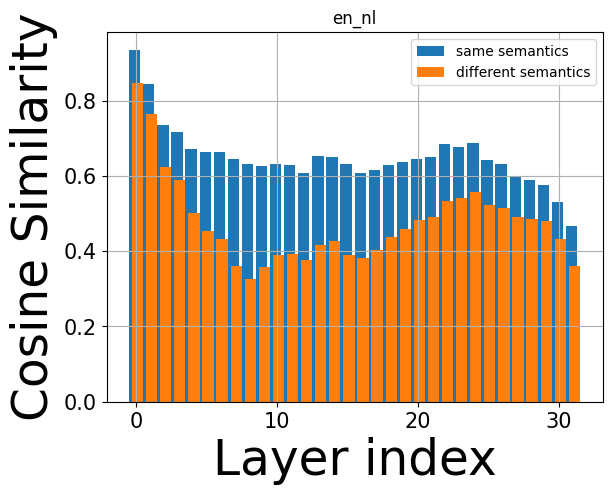 en_nl
same semantics
different semantics
Cosine Similarity
0.8
0.6
0.4
0.2
0.0
0 10 20 30
Layer index